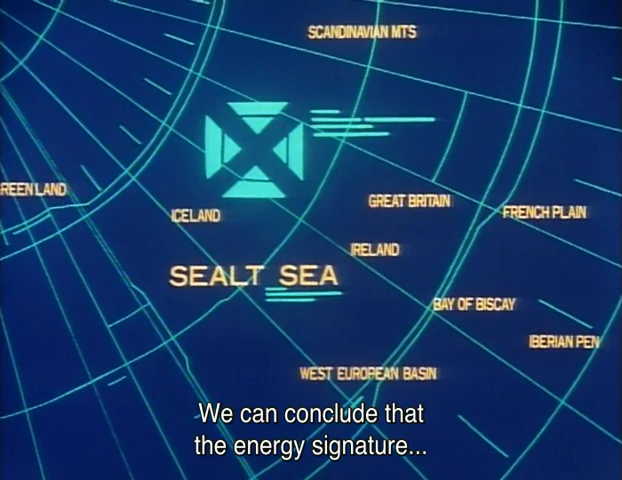 SCANDINAVIAN MTS
REENLAND
ICELAND
GREAT BRITAIN
FRENCH PLAIN
IRELAND
SEALT SEA
BAY OF BISCAY
IBERIAN PEN
WEST EUROPEAN BASIN
We can conclude that
the energy signature...